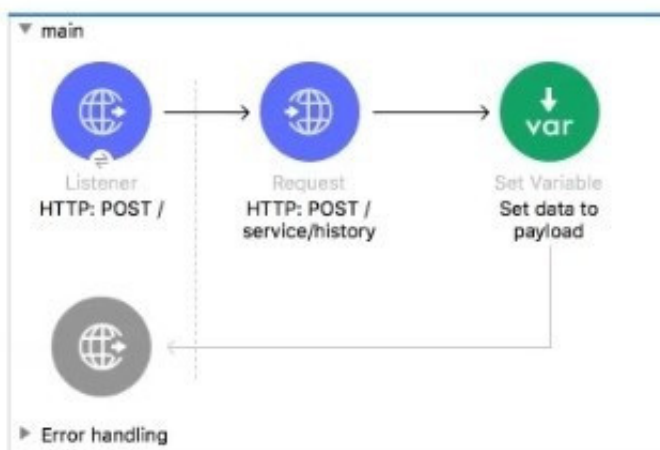 main
var
Listener
HTTP: POST /
Request
HTTP: POST /
service/history
Set Variable
Set data to
payload
Error handling